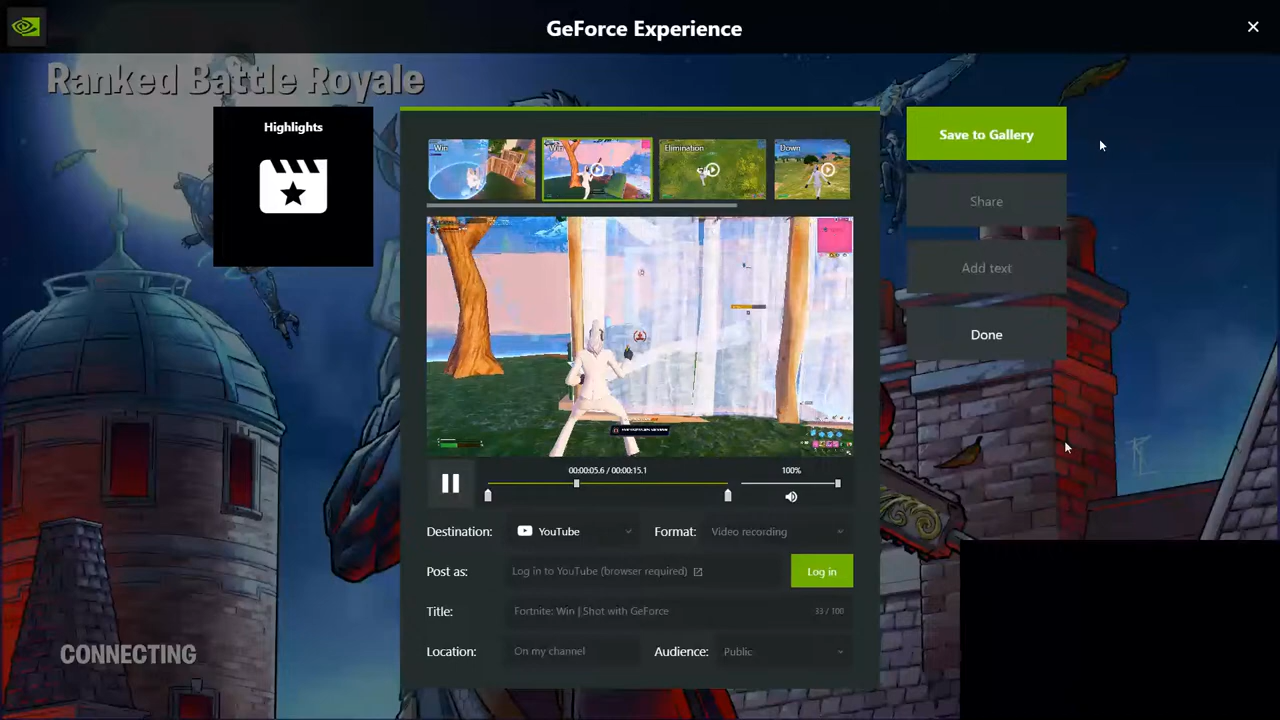 GeForce Experience
Ranked Battle Royale
Highlights
Win
Win
Elimination
Down
Save to Gallery
Share
Add text
Done
00:00:05.6 / 00:00:15.1
100%
Destination: YouTube Format: Video recording
Post as: Log in to YouTube (browser required) Log in
Title: Fortnite: Win | Shot with GeForce 33 / 100
Location: On my channel Audience: Public
CONNECTING